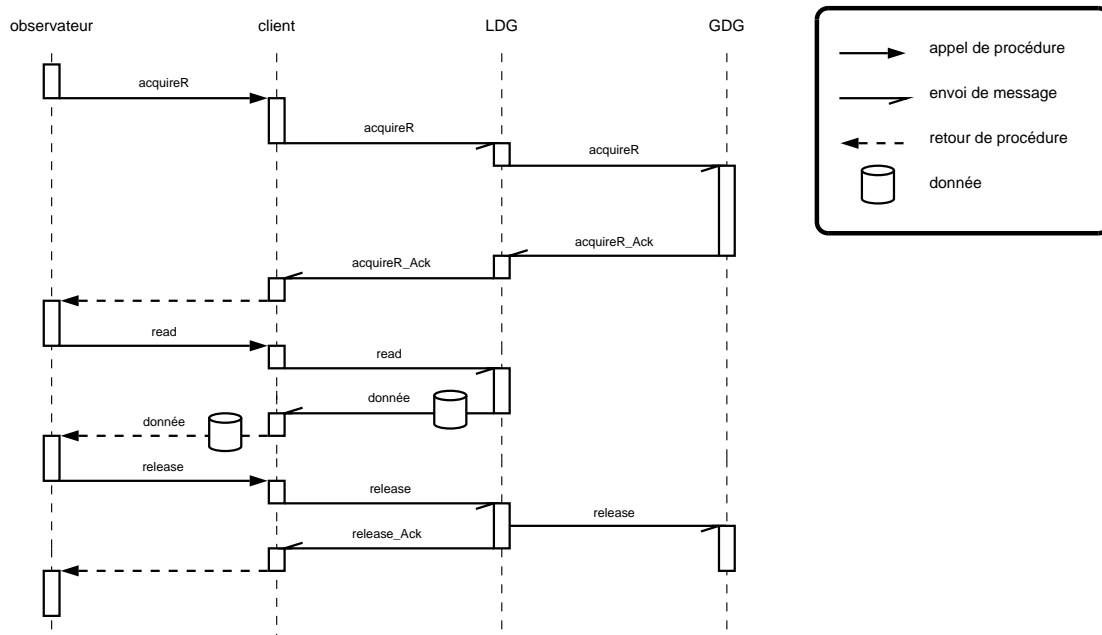 observateur
client
LDG
GDG
appel de procédure
envoi de message
retour de procédure
donnée
acquireR
acquireR
acquireR
acquireR_Ack
acquireR_Ack
read
read
donnée
donnée
release
release
release
release_Ack